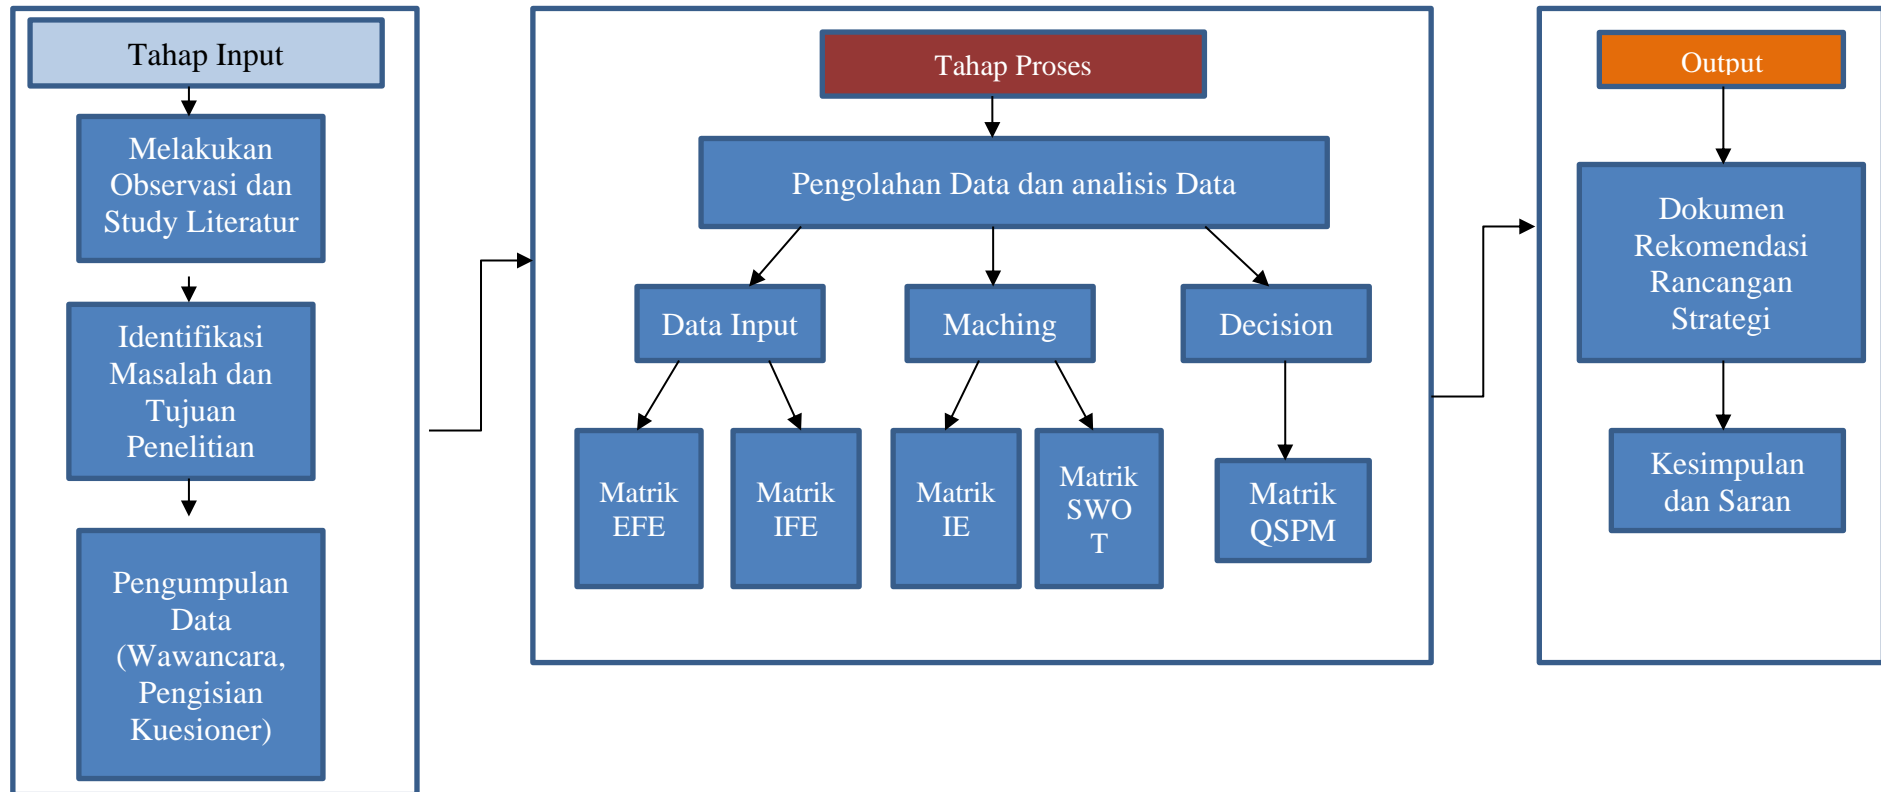 Tahap Input
Melakukan
Observasi dan
Study Literatur
Identifikasi
Masalah dan
Tujuan
Penelitian
Pengumpulan
Data
(Wawancara,
Pengisian
Kuesioner)
Tahap Proses
Pengolahan Data dan analisis Data
Data Input
Maching
Decision
Matrik
EFE
Matrik
IFE
Matrik
IE
Matrik
SWO
T
Matrik
QSPM
Output
Dokumen
Rekomendasi
Rancangan
Strategi
Kesimpulan
dan Saran